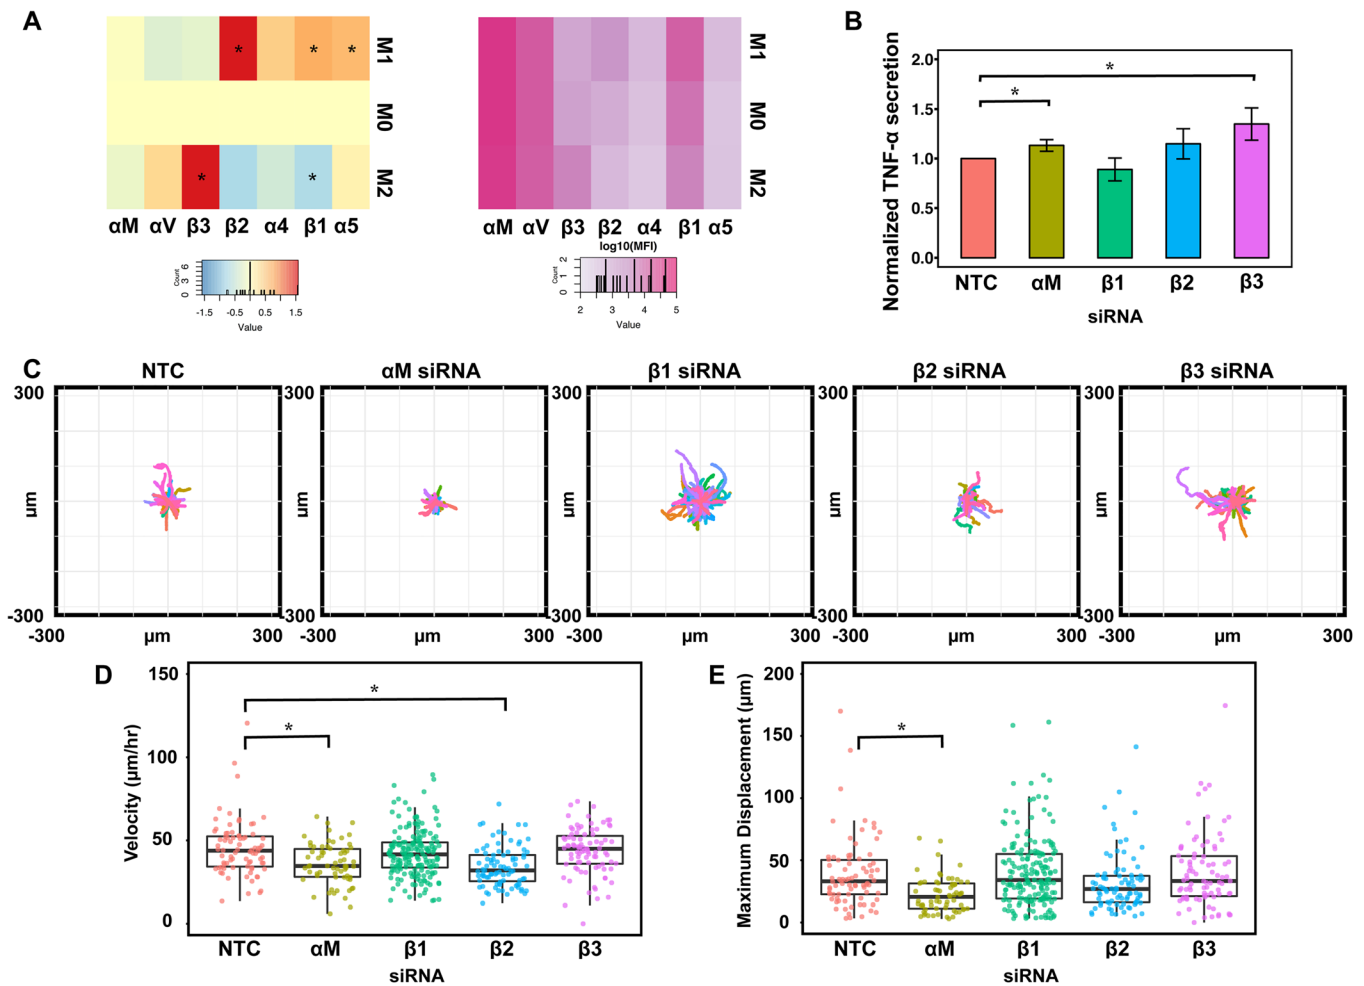 A
* * *
M1
M0
* *
M2
αM αV β3 β2 α4 β1 α5
Count
0 3 6
-1.5 -0.5 0.5 1.5
Value
M1
M0
M2
αM αV β3 β2 α4 β1 α5
log10(MFI)
Count
0 1 2
2 3 4 5
Value
B
Normalized TNF-α secretion
2.0
1.5
1.0
0.5
0.0
*
*
NTC αM β1 β2 β3
siRNA
C
NTC αM siRNA β1 siRNA β2 siRNA β3 siRNA
300 300 300 300 300
µm µm µm µm µm
-300 -300 -300 -300 -300
-300 µm 300 -300 µm 300 -300 µm 300 -300 µm 300 -300 µm 300
D
Velocity (µm/hr)
150
100
50
0
*
*
NTC αM β1 β2 β3
siRNA
E
Maximum Displacement (µm)
200
150
100
50
0
*
NTC αM β1 β2 β3
siRNA